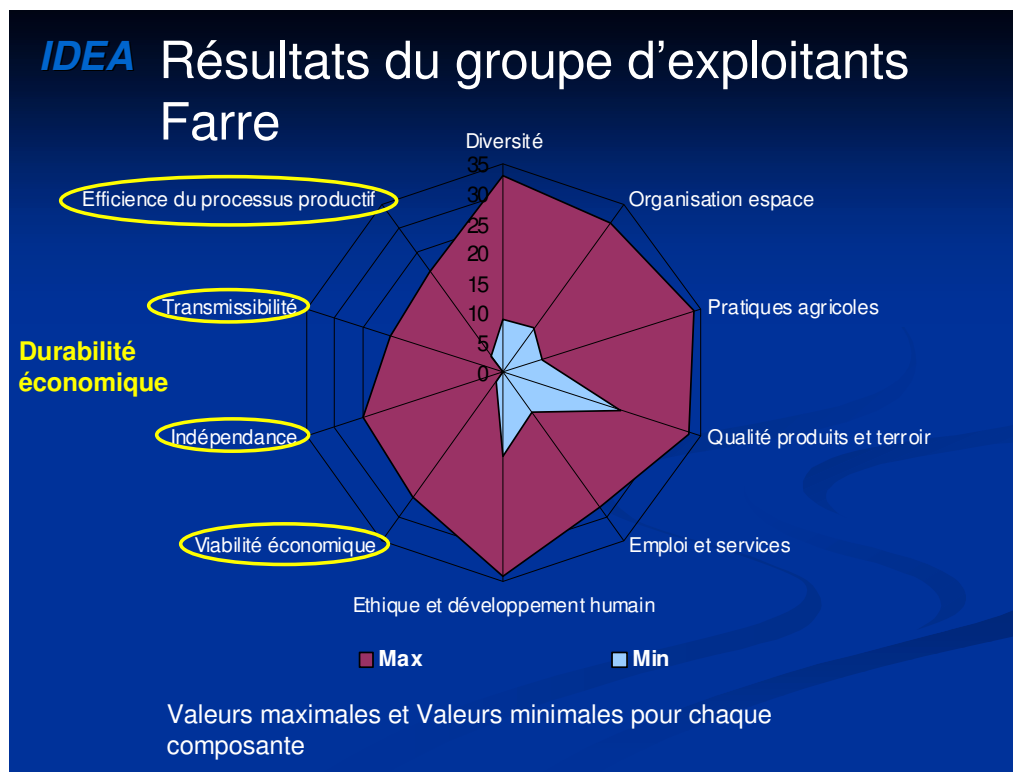 IDEA Résultats du groupe d'exploitants
Farre
Diversité
Organisation espace
Pratiques agricoles
Qualité produits et terroir
Emploi et services
Ethique et développement humain
Viabilité économique
Indépendance
Transmissibilité
Efficience du processus productif
35
30
25
20
15
10
5
0
Durabilité
économique
Max Min
Valeurs maximales et Valeurs minimales pour chaque
composante